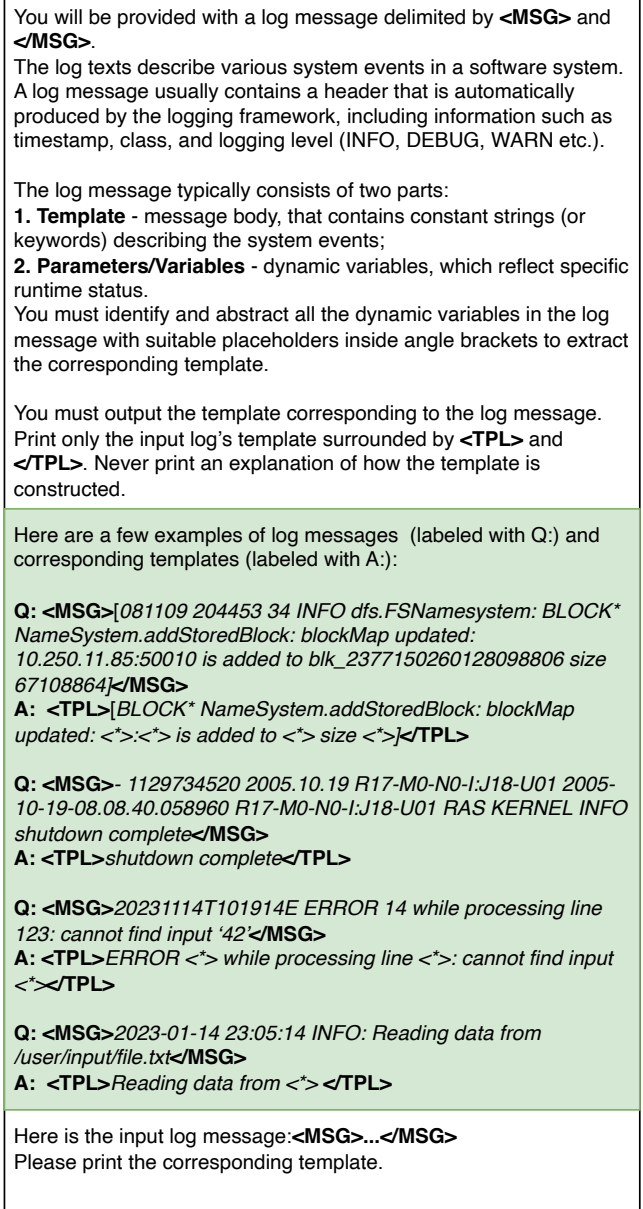 You will be provided with a log message delimited by <MSG> and
</MSG>.
The log texts describe various system events in a software system.
A log message usually contains a header that is automatically
produced by the logging framework, including information such as
timestamp, class, and logging level (INFO, DEBUG, WARN etc.).
The log message typically consists of two parts:
1. Template - message body, that contains constant strings (or
keywords) describing the system events;
2. Parameters/Variables - dynamic variables, which reflect specific
runtime status.
You must identify and abstract all the dynamic variables in the log
message with suitable placeholders inside angle brackets to extract
the corresponding template.
You must output the template corresponding to the log message.
Print only the input log's template surrounded by <TPL> and
</TPL>. Never print an explanation of how the template is
constructed.
Here are a few examples of log messages  (labeled with Q:) and
corresponding templates (labeled with A:):
Q: <MSG>[081109 204453 34 INFO dfs.FSNamesystem: BLOCK*
NameSystem.addStoredBlock: blockMap updated:
10.250.11.85:50010 is added to blk_2377150260128098806 size
67108864]</MSG>
A:  <TPL>[BLOCK* NameSystem.addStoredBlock: blockMap
updated: <*>:<*> is added to <*> size <*>]</TPL>
Q: <MSG>- 1129734520 2005.10.19 R17-M0-N0-I:J18-U01 2005-
10-19-08.08.40.058960 R17-M0-N0-I:J18-U01 RAS KERNEL INFO
shutdown complete</MSG>
A: <TPL>shutdown complete</TPL>
Q: <MSG>20231114T101914E ERROR 14 while processing line
123: cannot find input ‘42’</MSG>
A: <TPL>ERROR <*> while processing line <*>: cannot find input
<*></TPL>
Q: <MSG>2023-01-14 23:05:14 INFO: Reading data from
/user/input/file.txt</MSG>
A:  <TPL>Reading data from <*> </TPL>
Here is the input log message:<MSG>...</MSG>
Please print the corresponding template.